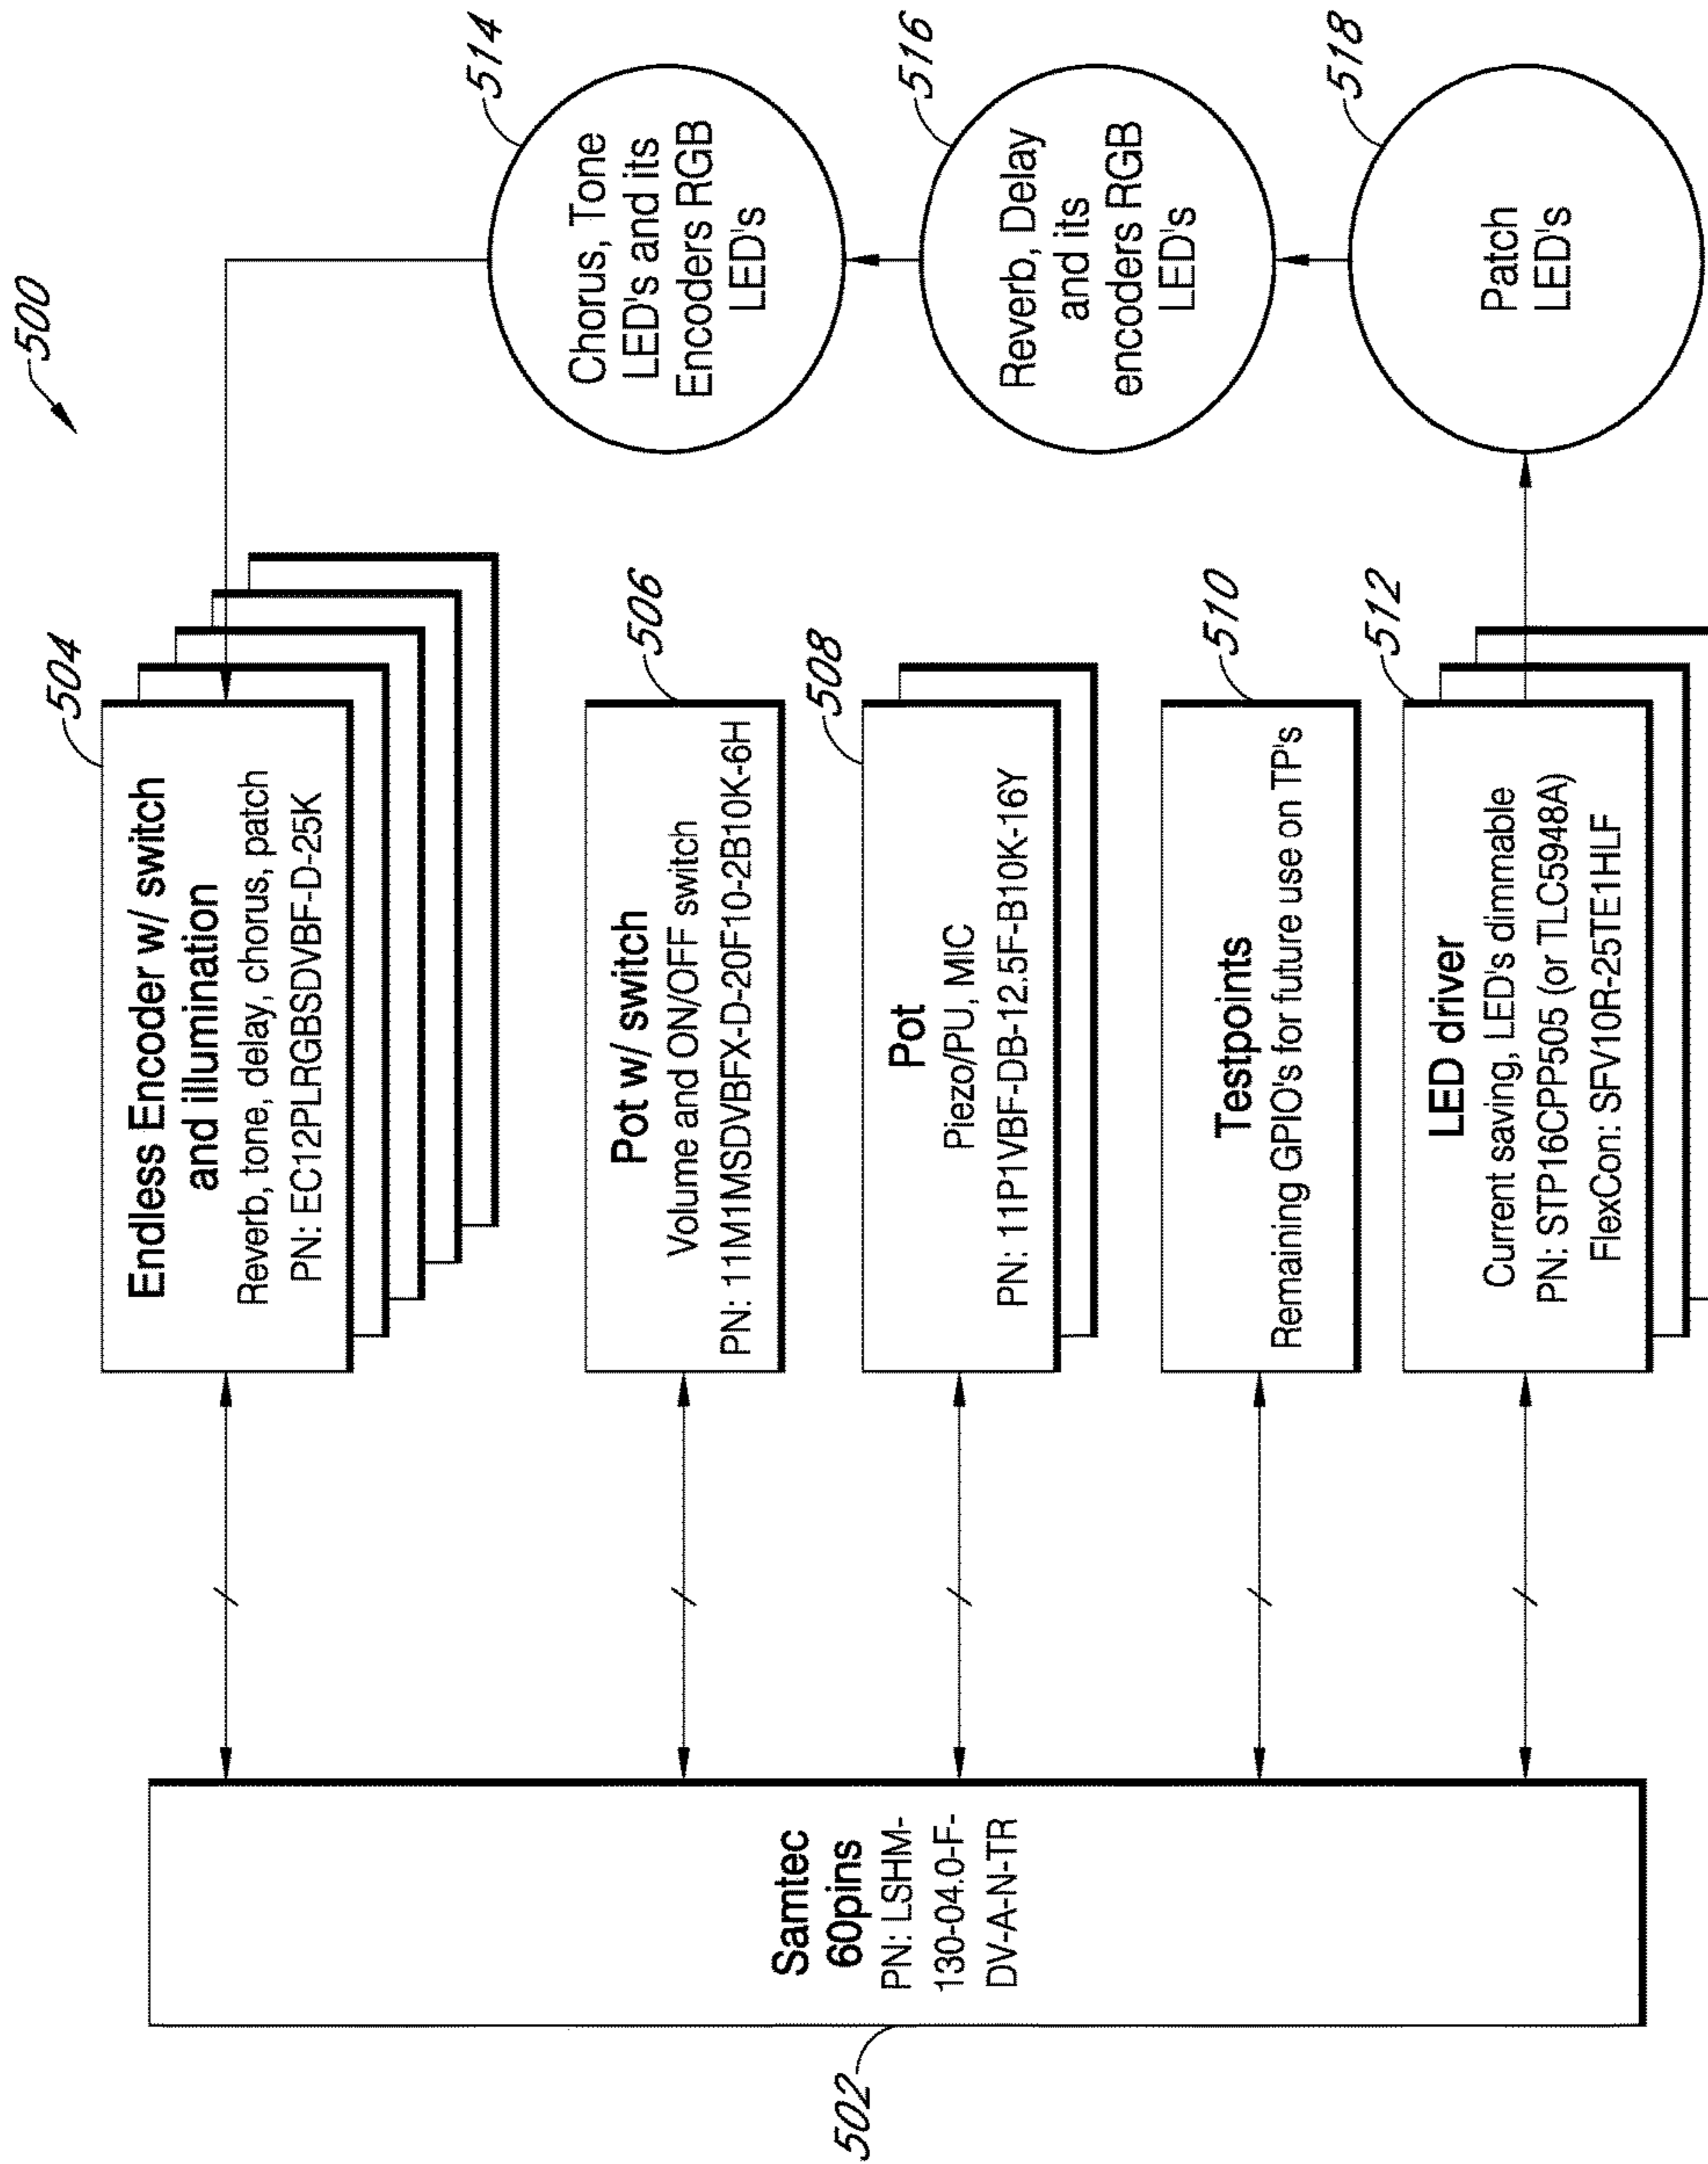 500
504
Endless Encoder w/ switch
and illumination
Reverb, tone, delay, chorus, patch
PN: EC12PLRGBSDVBF-D-25K
506
Pot w/ switch
Volume and ON/OFF switch
PN: 11M1MSDVBFX-D-20F10-2B10K-6H
508
Pot
Piezo/PU, MIC
PN: 11P1VBF-DB-12.5F-B10K-16Y
510
Testpoints
Remaining GPIO's for future use on TP's
512
LED driver
Current saving, LED's dimmable
PN: STP16CPP505 (or TLC5948A)
FlexCon: SFV10R-25TE1HLF
502
Samtec
60pins
PN: LSHM-
130-04.0-F-
DV-A-N-TR
514
Chorus, Tone
LED's and its
Encoders RGB
LED's
516
Reverb, Delay
and its
encoders RGB
LED's
518
Patch
LED's